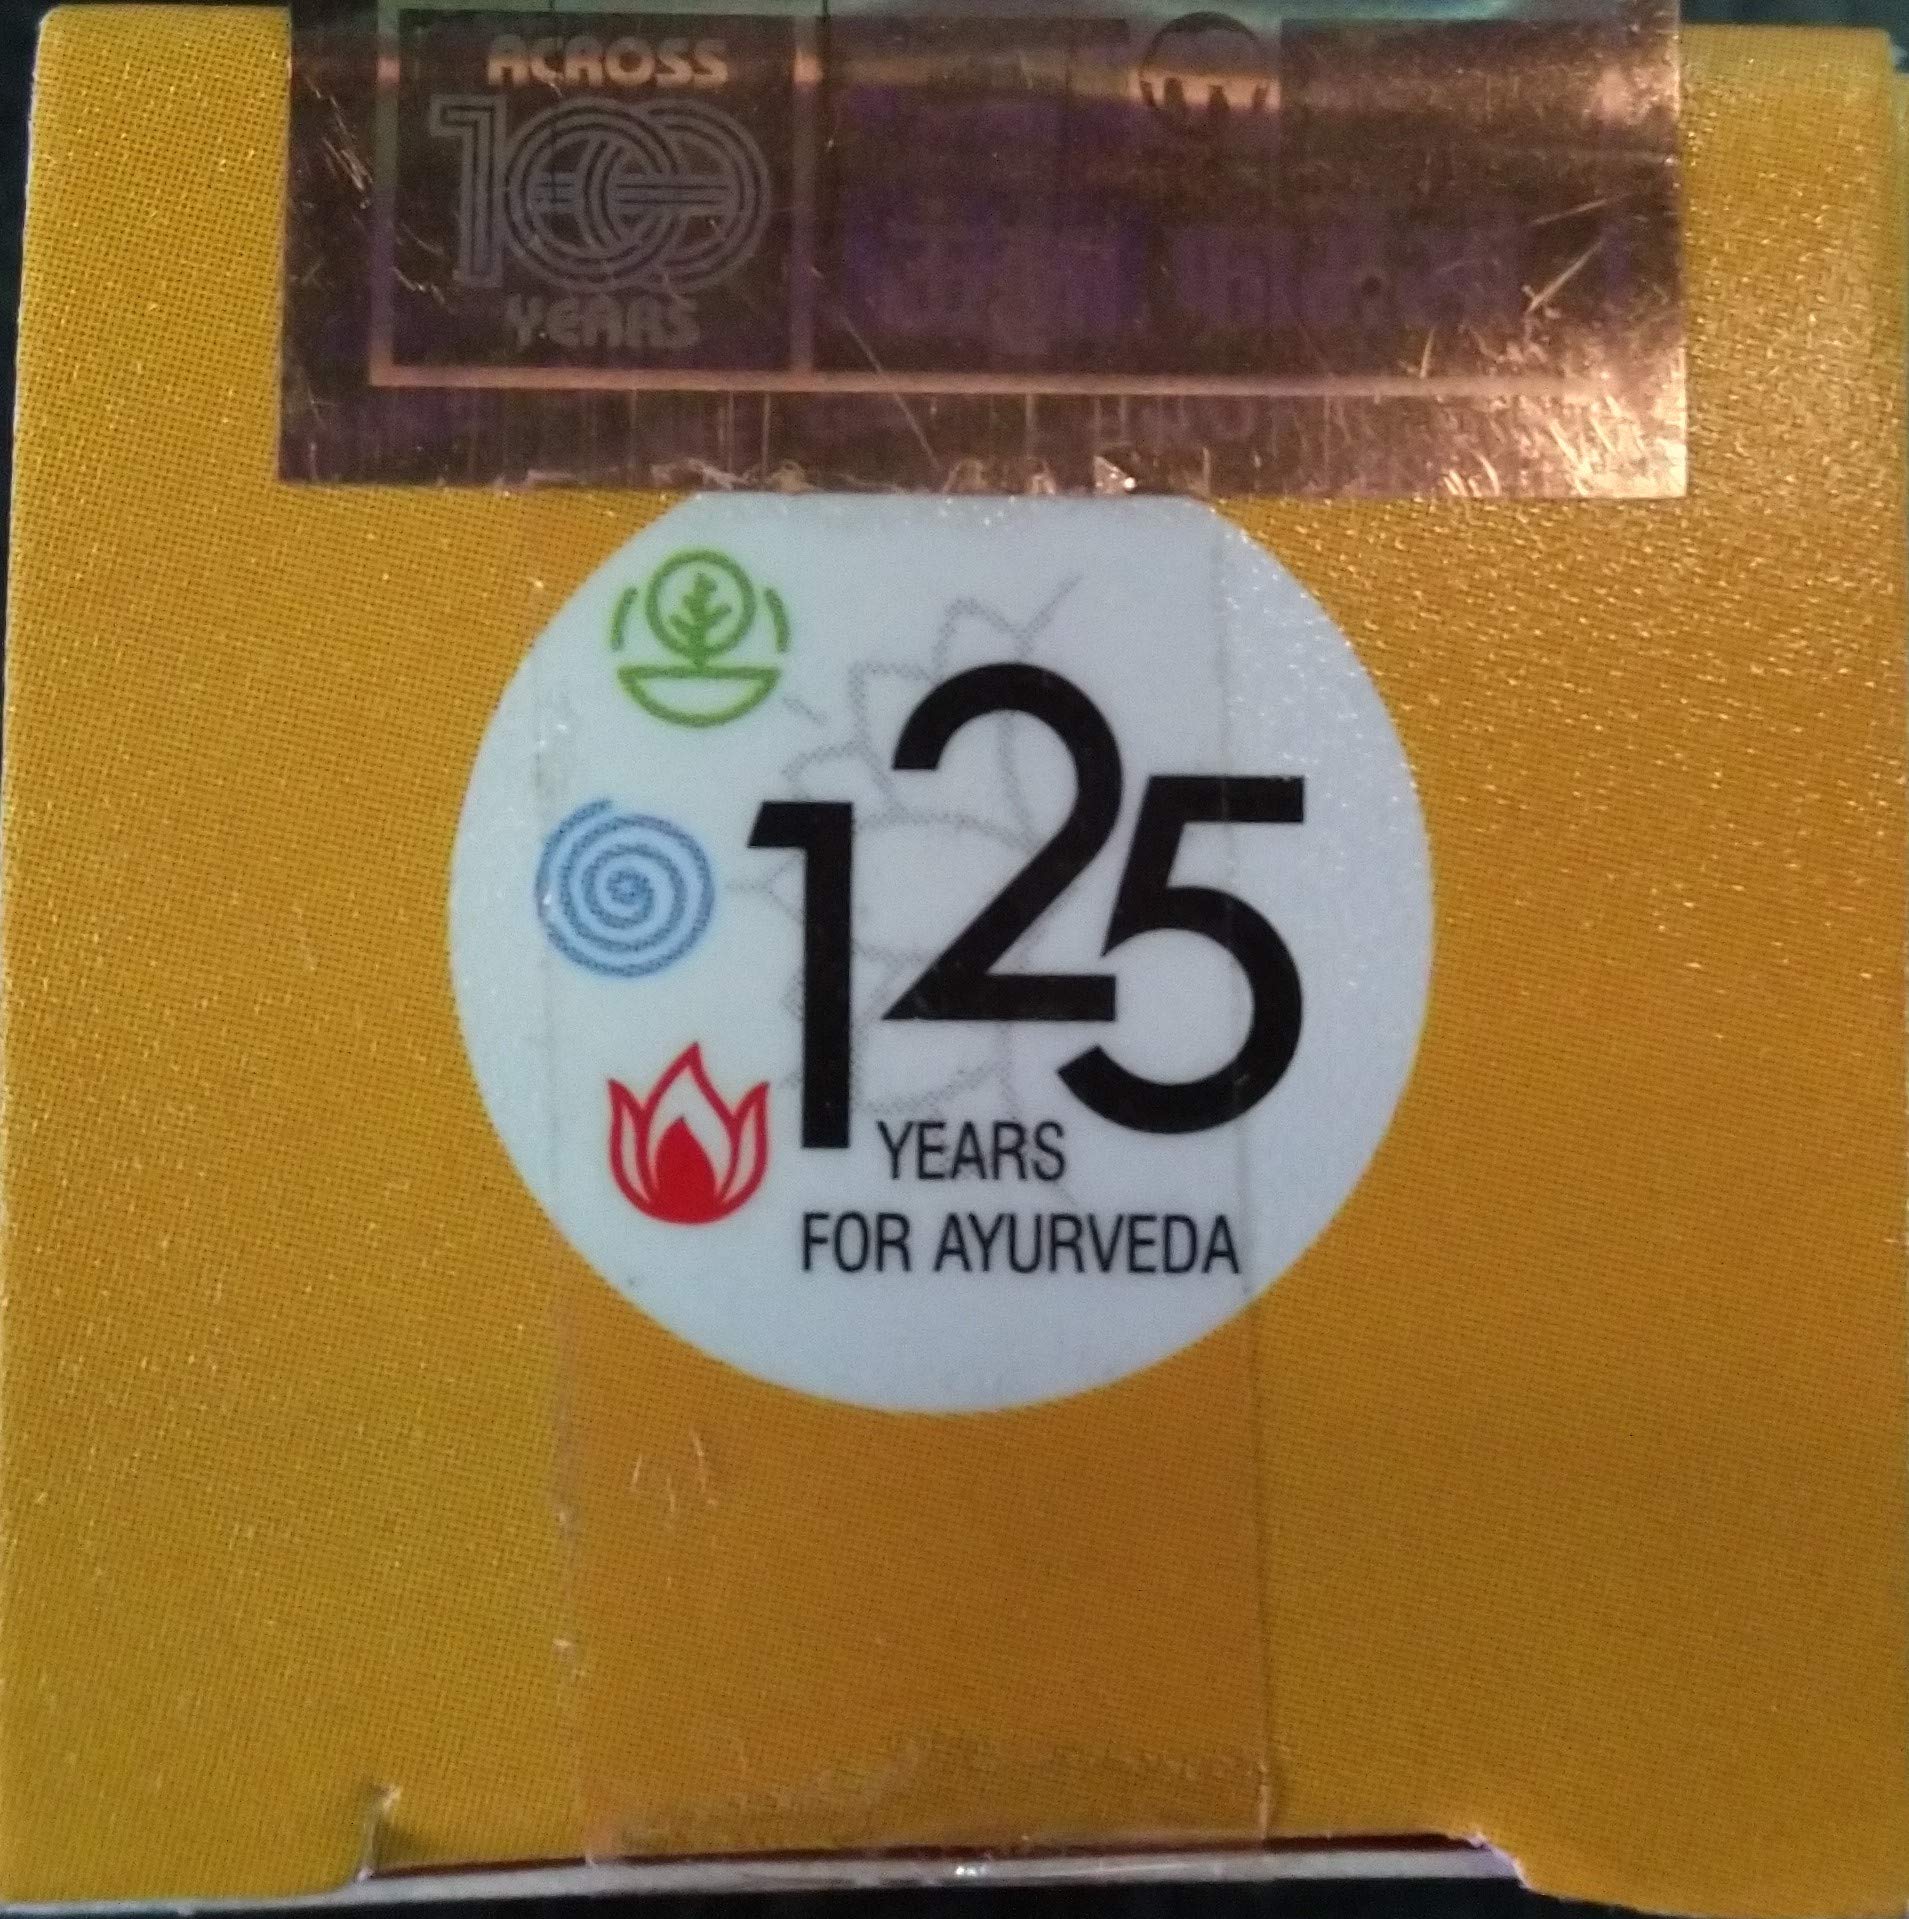 ACROSS
100
YEARS
125
YEARS
FOR AYURVEDA